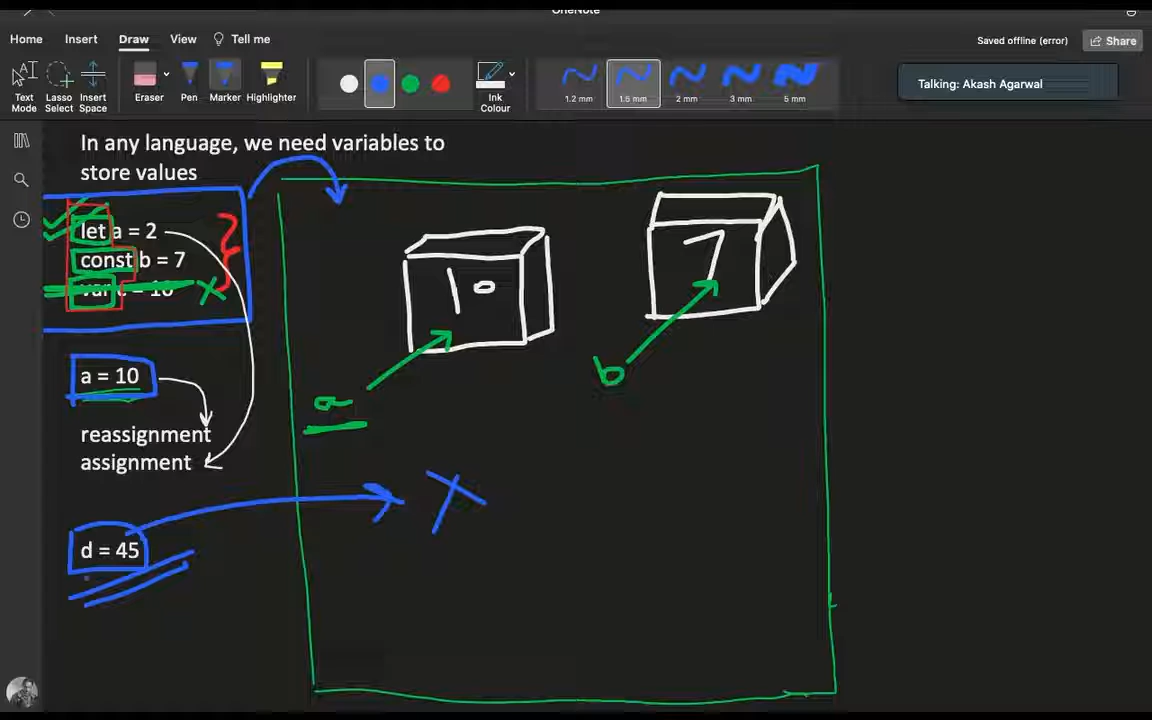 OneNote
Home Insert Draw View Tell me
Saved offline (error) Share
Text Mode
Lasso Select
Insert Space
Eraser
Pen
Marker
Highlighter
Ink Colour
1.2 mm
1.5 mm
2 mm
3 mm
5 mm
Talking: Akash Agarwal
In any language, we need variables to
store values
let a = 2
const b = 7
var c = 10
a = 10
reassignment
assignment
d = 45
10
7
a
b
X